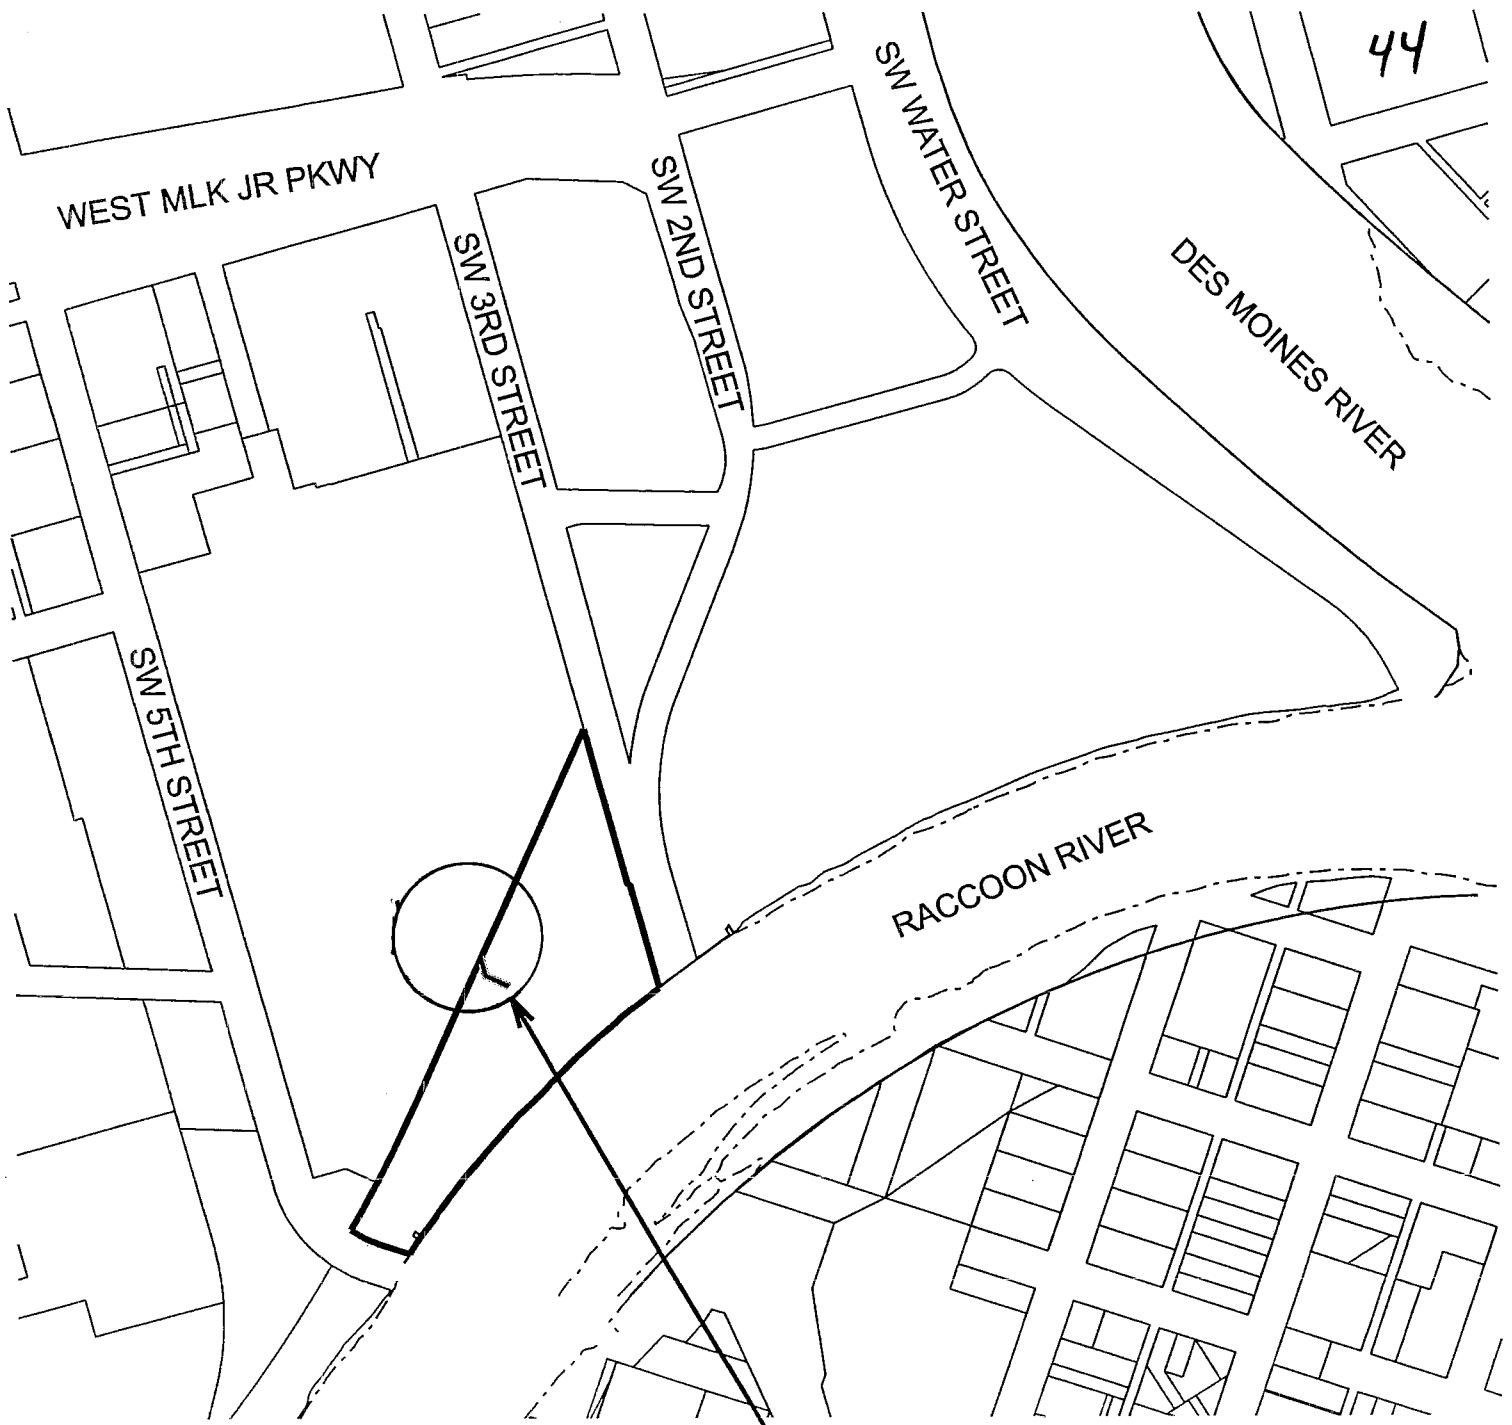 44
SW WATER STREET
WEST MLK JR PKWY
SW 2ND STREET
SW 3RD STREET
DES MOINES RIVER
SW 5TH STREET
RACCOON RIVER